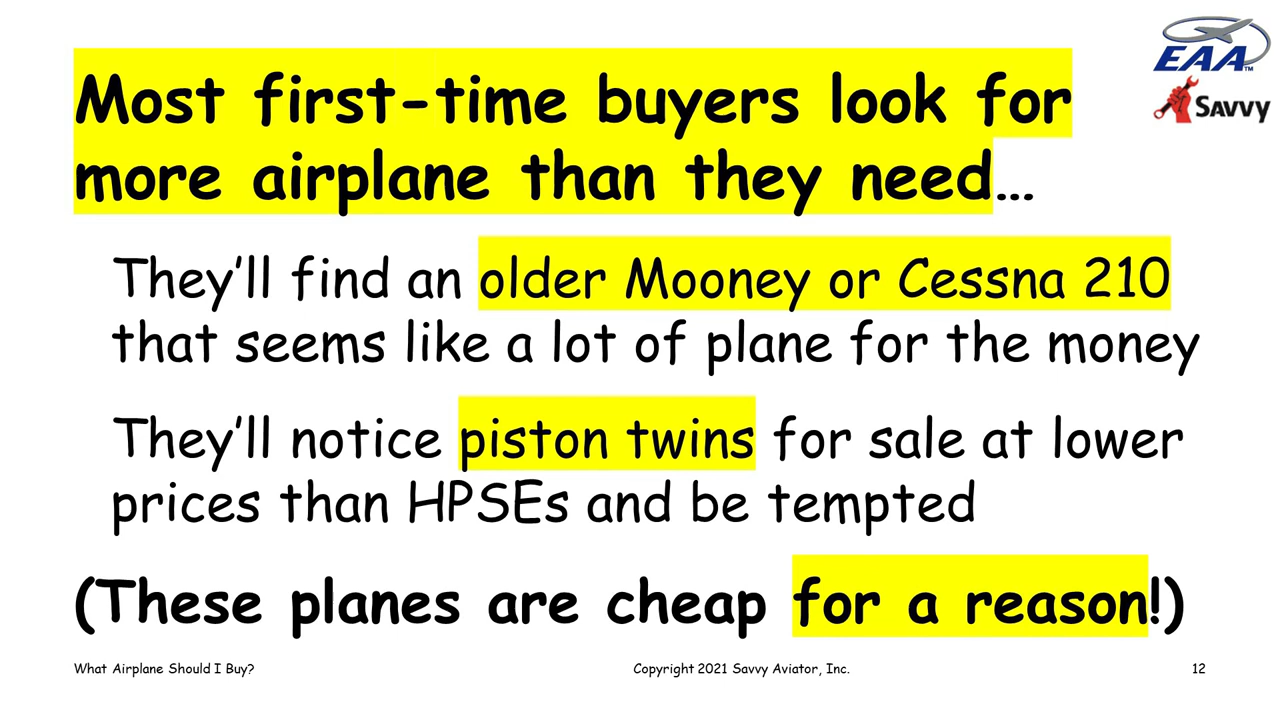 EAA™
Savvy
Most first-time buyers look for
more airplane than they need…
They’ll find an older Mooney or Cessna 210
that seems like a lot of plane for the money
They’ll notice piston twins for sale at lower
prices than HPSEs and be tempted
(These planes are cheap for a reason!)
What Airplane Should I Buy?
Copyright 2021 Savvy Aviator, Inc.
12